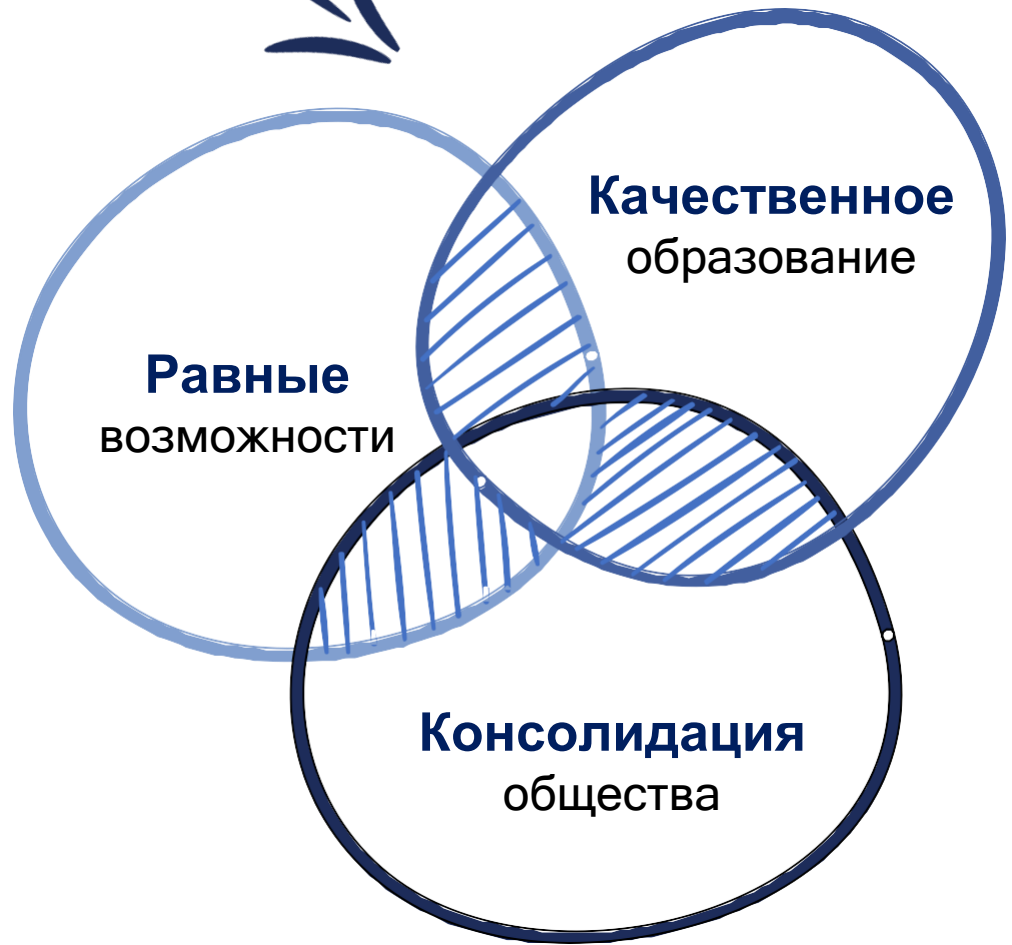 Качественное
образование
Равные
возможности
Консолидация
общества